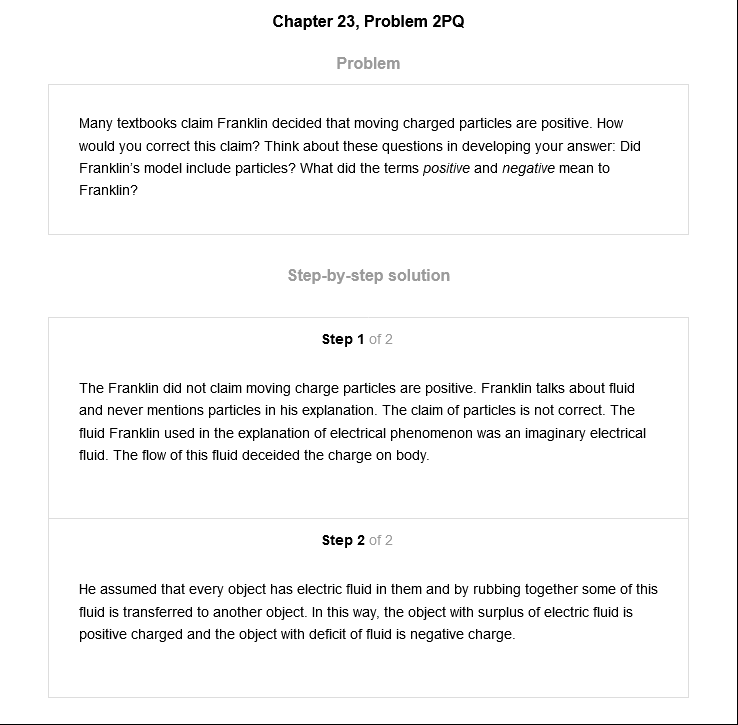 Chapter 23, Problem 2PQ
Problem
Many textbooks claim Franklin decided that moving charged particles are positive. How
would you correct this claim? Think about these questions in developing your answer: Did
Franklin's model include particles? What did the terms positive and negative mean to
Franklin?
Step-by-step solution
Step 1 of 2
The Franklin did not claim moving charge particles are positive. Franklin talks about fluid
and never mentions particles in his explanation. The claim of particles is not correct. The
fluid Franklin used in the explanation of electrical phenomenon was an imaginary electrical
fluid. The flow of this fluid deceided the charge on body.
Step 2 of 2
He assumed that every object has electric fluid in them and by rubbing together some of this
fluid is transferred to another object. In this way, the object with surplus of electric fluid is
positive charged and the object with deficit of fluid is negative charge.